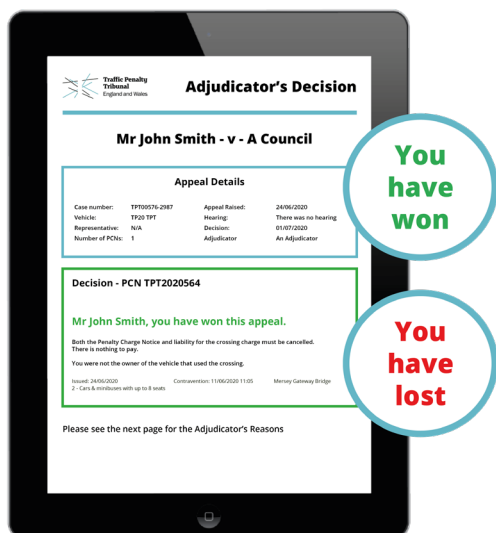 Traffic Penalty
Tribunal
England and Wales
Adjudicator's Decision
Mr John Smith - v - A Council
Appeal Details
Case number: TPT00576-2987 Appeal Raised: 24/06/2020
Vehicle: TP20 TPT Hearing: There was no hearing
Representative: N/A Decision: 01/07/2020
Number of PCNs: 1 Adjudicator An Adjudicator
Decision - PCN TPT2020564
Mr John Smith, you have won this appeal.
Both the Penalty Charge Notice and liability for the crossing charge must be cancelled.
There is nothing to pay.
You were not the owner of the vehicle that used the crossing.
Issued: 24/06/2020 Contravention: 11/06/2020 11:05 Mersey Gateway Bridge
2 - Cars & minibuses with up to 8 seats
Please see the next page for the Adjudicator's Reasons
You
have
won
You
have
lost